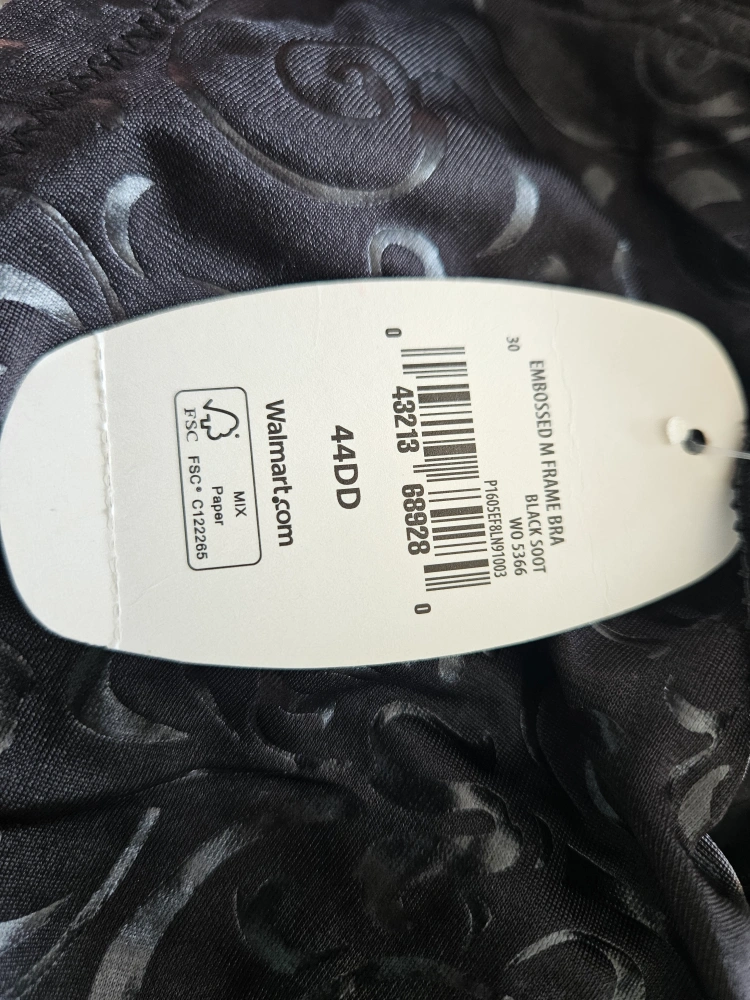 EMBOSSED M FRAME BRA
BLACK SOOT
30
WO 5366
P1605EF8LN91003
0 43213 68928 0
44DD
Walmart.com
MIX
Paper
FSC FSC® C122265